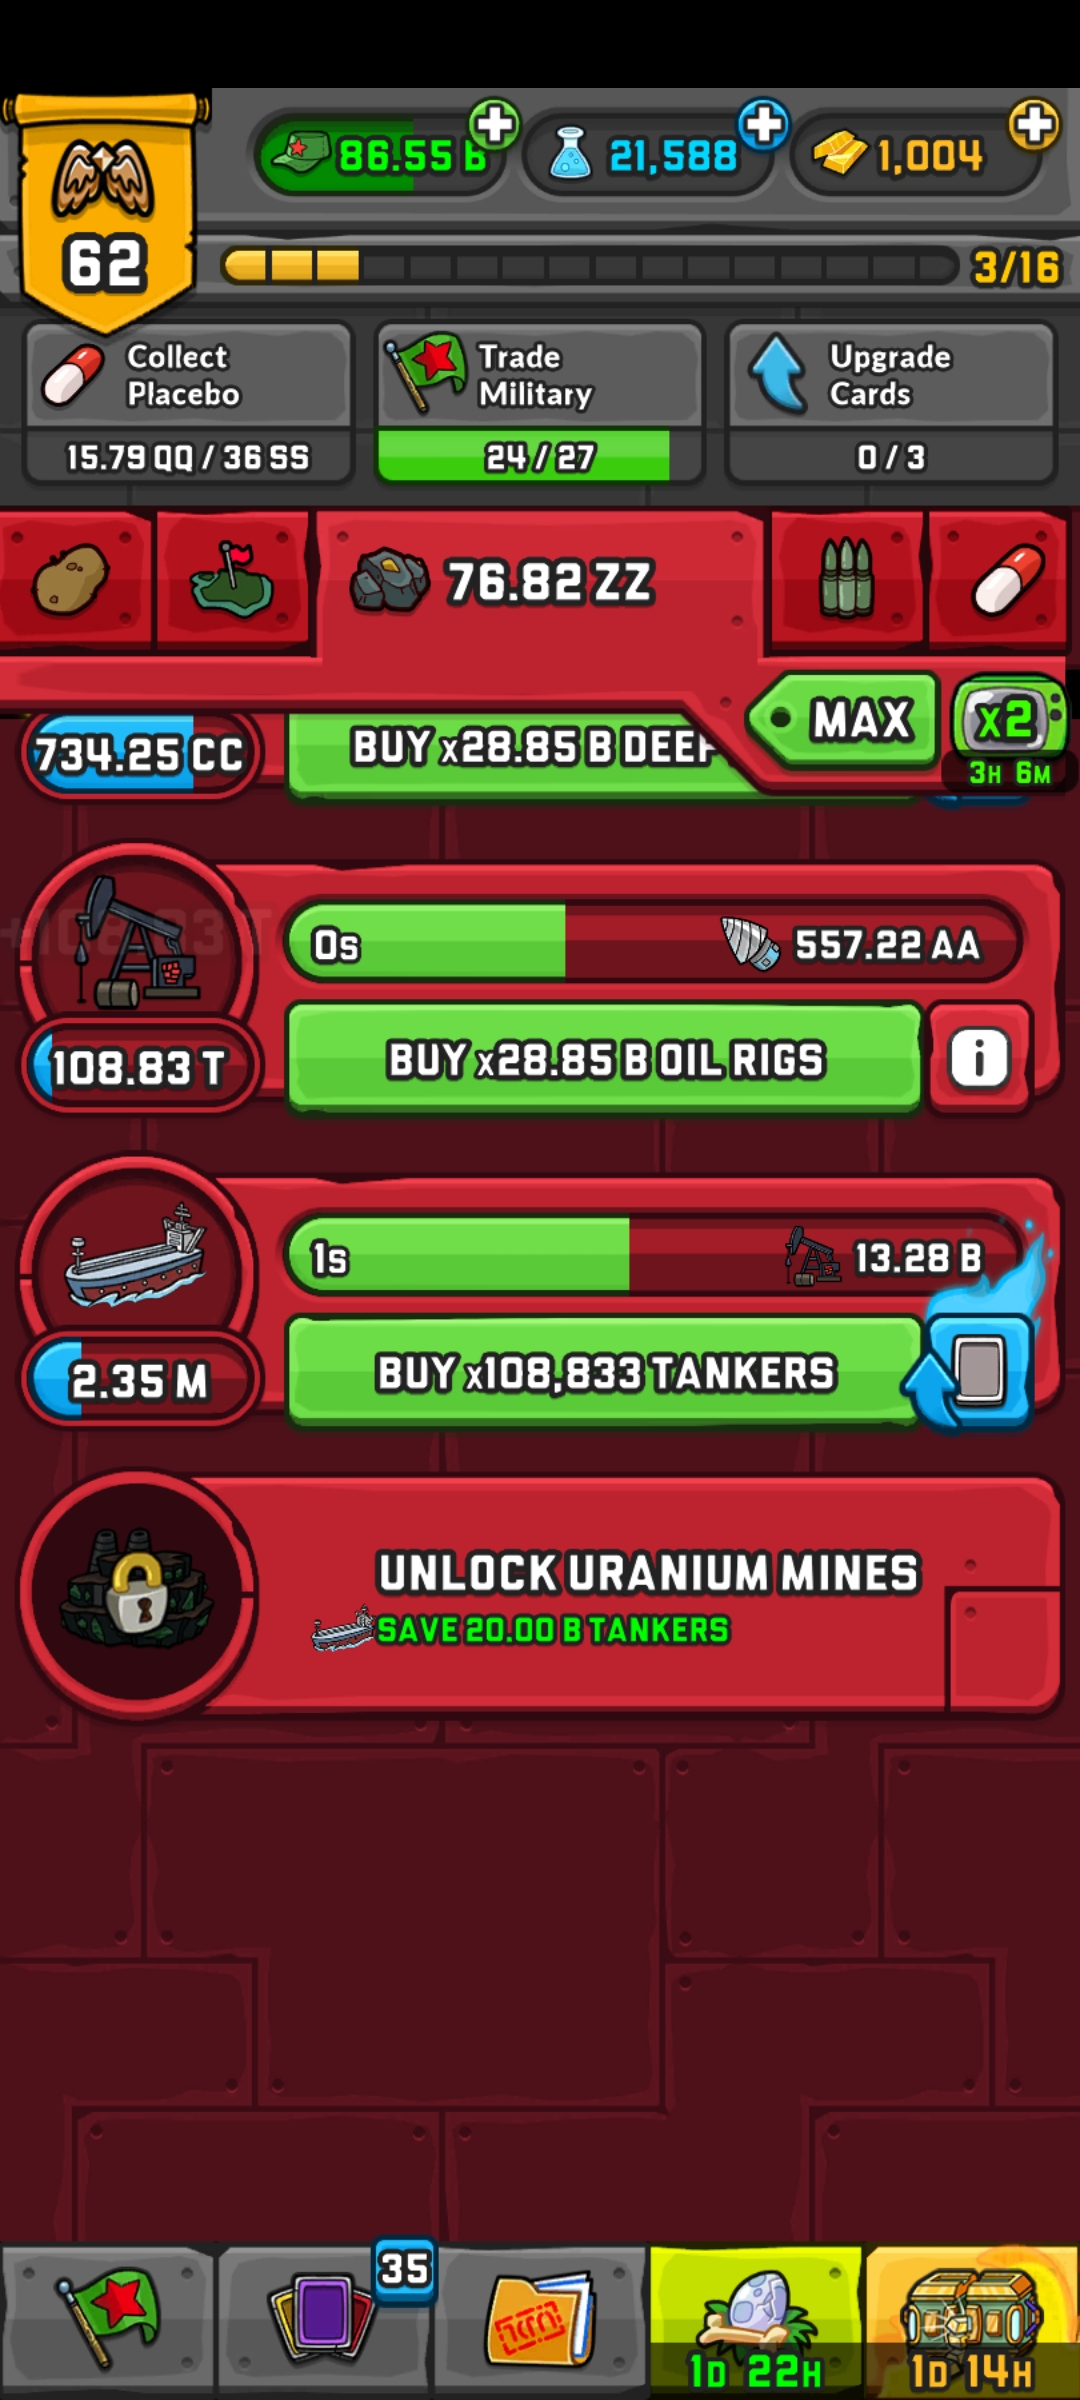 86.55 B
21,588
1,004
62
3/16
Collect
Placebo
Trade
Military
Upgrade
Cards
15.79 QQ / 36 SS
24 / 27
0 / 3
76.82 ZZ
MAX
x2
3H 6M
734.25 CC
BUY x28.85 B DEEP
+108.83 T
0s
557.22 AA
108.83 T
BUY x28.85 B OIL RIGS
i
1s
13.28 B
2.35 M
BUY x108,833 TANKERS
UNLOCK URANIUM MINES
SAVE 20.00 B TANKERS
35
1D 22H
1D 14H